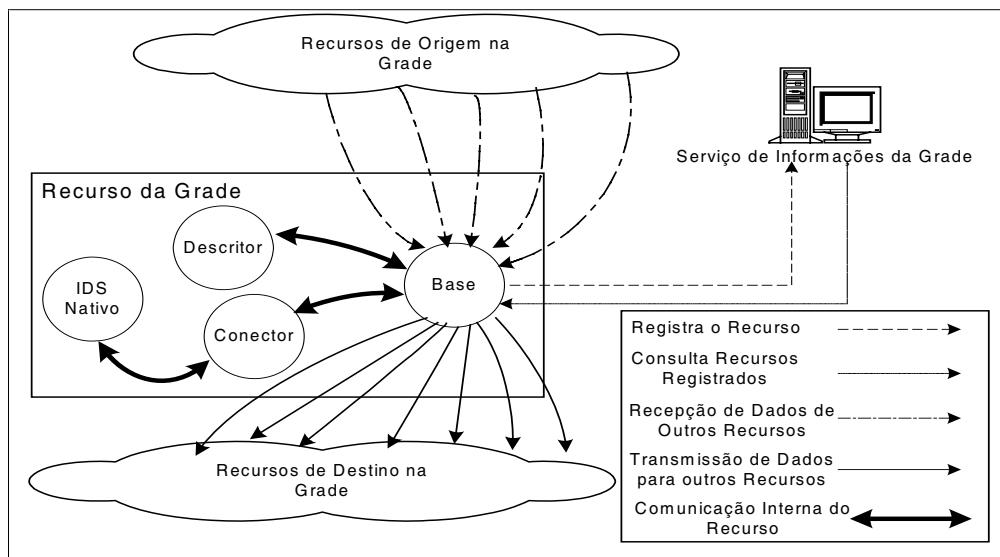 Recursos de Origem na
Grade
Serviço de Informações da Grade
Recurso da Grade
Descritor
IDS
Nativo
Base
Conector
Recursos de Destino na
Grade
Registra o Recurso
Consulta Recursos
Registrados
Recepção de Dados de
Outros Recursos
Transmissão de Dados
para outros Recursos
Comunicação Interna do
Recurso